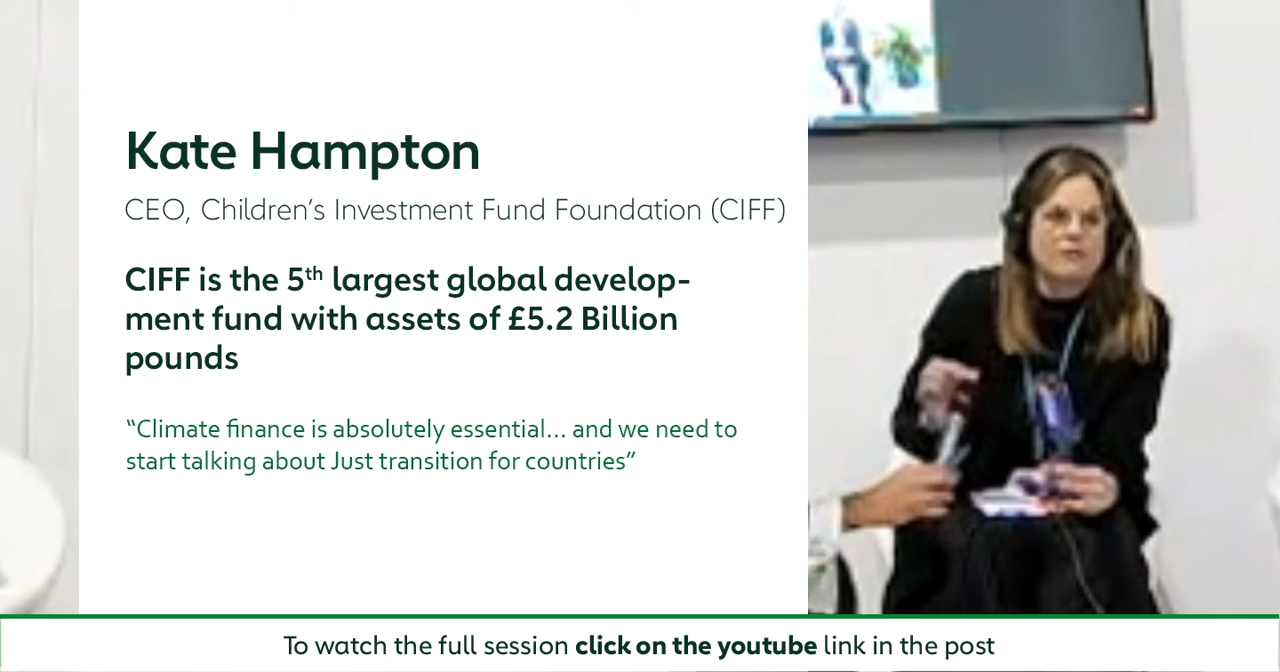 Kate Hampton
CEO, Children’s Investment Fund Foundation (CIFF)
CIFF is the 5th largest global develop-
ment fund with assets of £5.2 Billion
pounds
“Climate finance is absolutely essential... and we need to
start talking about Just transition for countries”
To watch the full session click on the youtube link in the post